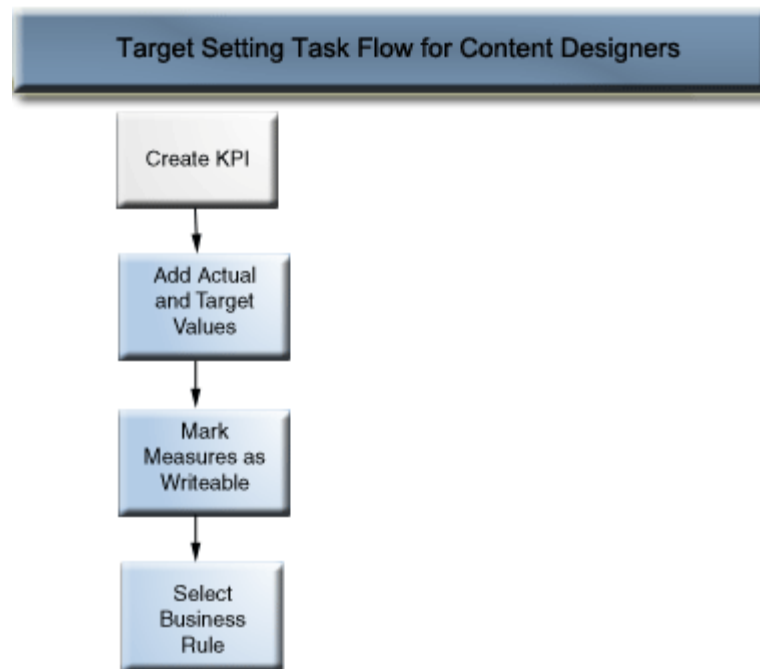 Target Setting Task Flow for Content Designers
Create KPI
Add Actual
and Target
Values
Mark
Measures as
Writeable
Select
Business
Rule